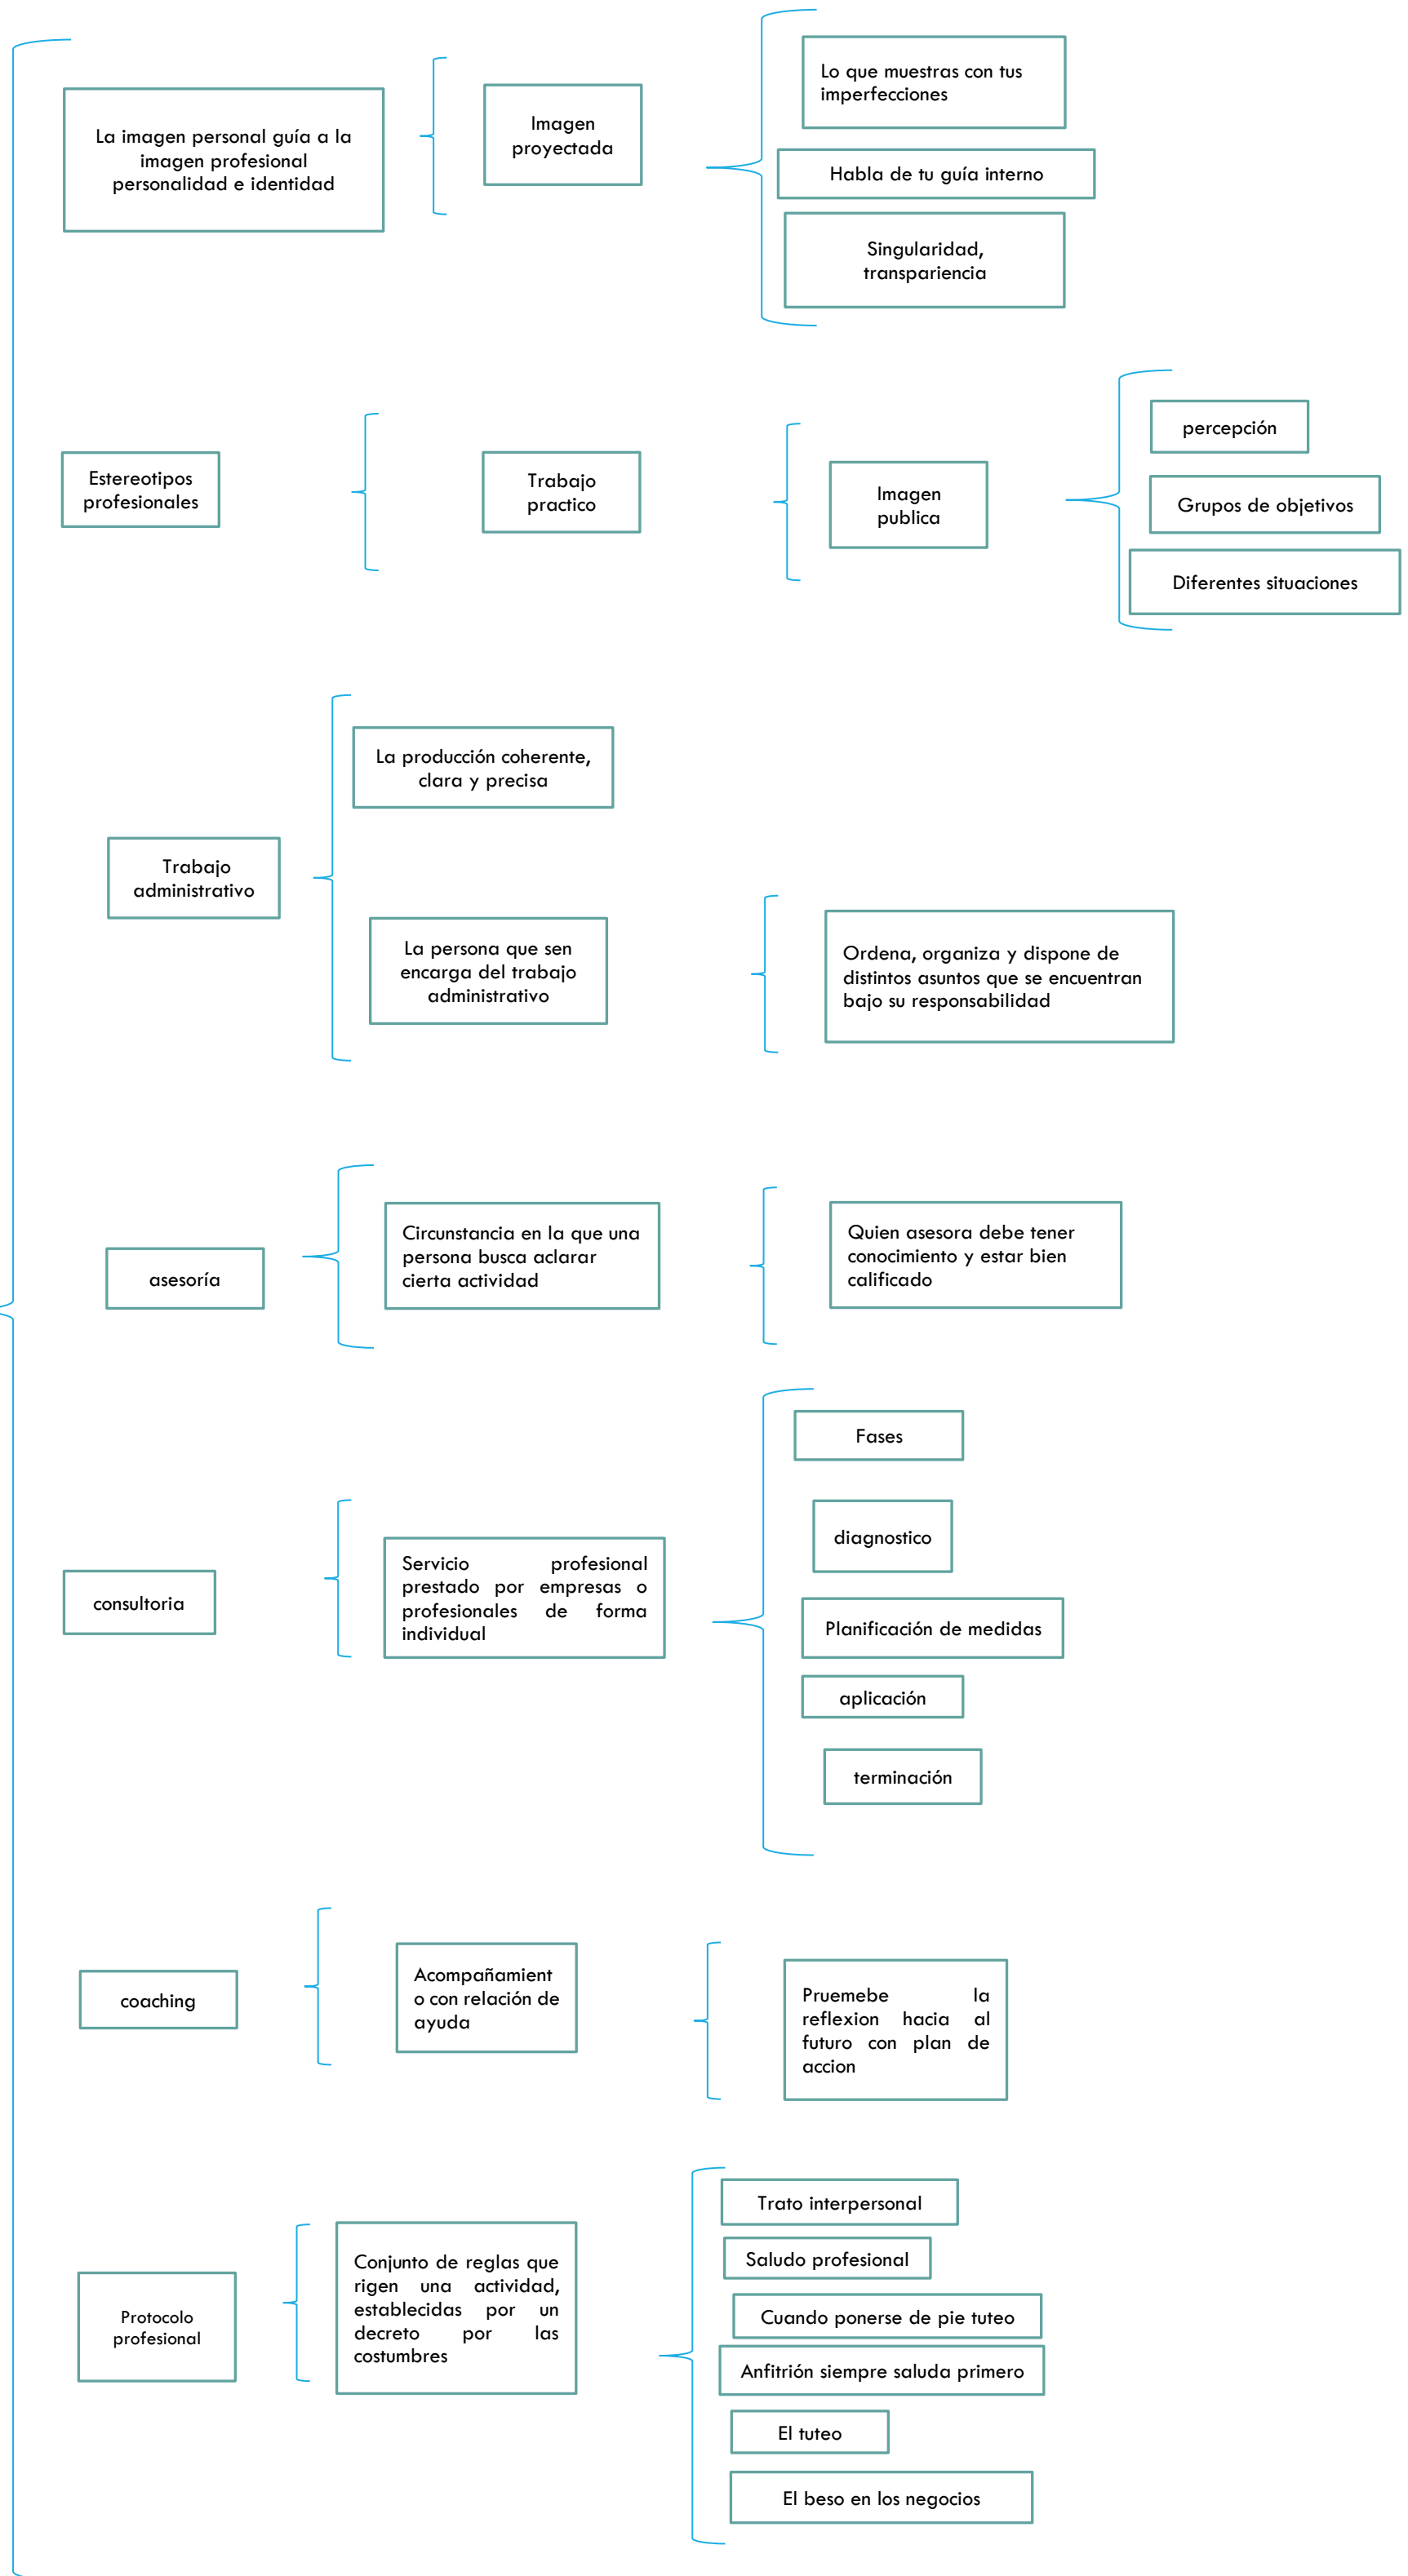 La imagen personal guía a la
imagen profesional
personalidad e identidad
Imagen
proyectada
Lo que muestras con tus
imperfecciones
Habla de tu guía interno
Singularidad,
transpariencia
Estereotipos
profesionales
Trabajo
practico
Imagen
publica
percepción
Grupos de objetivos
Diferentes situaciones
Trabajo
administrativo
La producción coherente,
clara y precisa
La persona que sen
encarga del trabajo
administrativo
Ordena, organiza y dispone de
distintos asuntos que se encuentran
bajo su responsabilidad
asesoría
Circunstancia en la que una
persona busca aclarar
cierta actividad
Quien asesora debe tener
conocimiento y estar bien
calificado
consultoria
Servicio profesional
prestado por empresas o
profesionales de forma
individual
Fases
diagnostico
Planificación de medidas
aplicación
terminación
coaching
Acompañamient
o con relación de
ayuda
Pruemebe la
reflexion hacia al
futuro con plan de
accion
Protocolo
profesional
Conjunto de reglas que
rigen una actividad,
establecidas por un
decreto por las
costumbres
Trato interpersonal
Saludo profesional
Cuando ponerse de pie tuteo
Anfitrión siempre saluda primero
El tuteo
El beso en los negocios